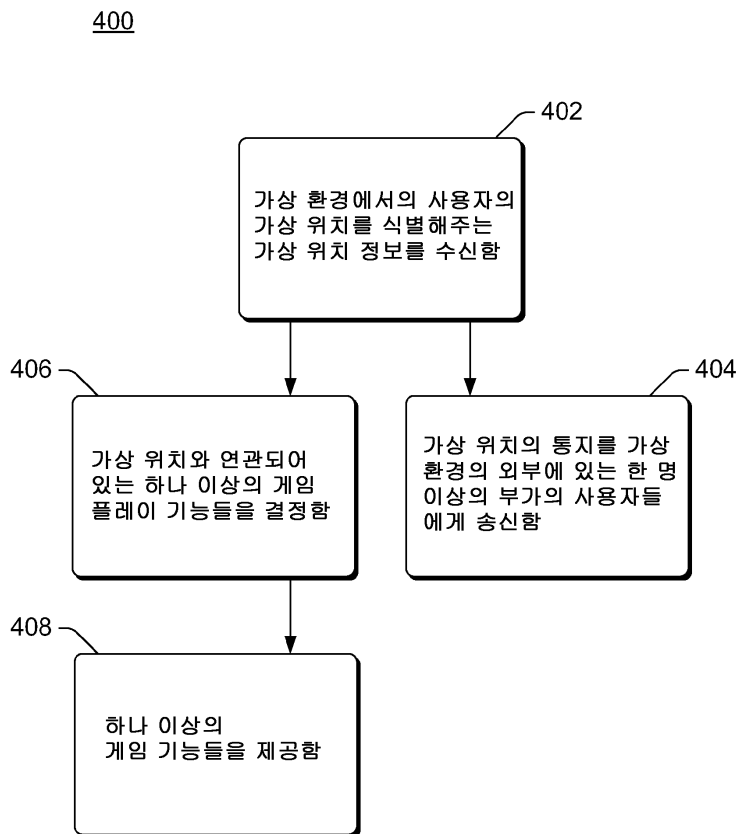 400
402
가상 환경에서의 사용자의
가상 위치를 식별해주는
가상 위치 정보를 수신함
406
가상 위치와 연관되어
있는 하나 이상의 게임
플레이 기능들을 결정함
404
가상 위치의 통지를 가상
환경의 외부에 있는 한 명
이상의 부가의 사용자들
에게 송신함
408
하나 이상의
게임 기능들을 제공함